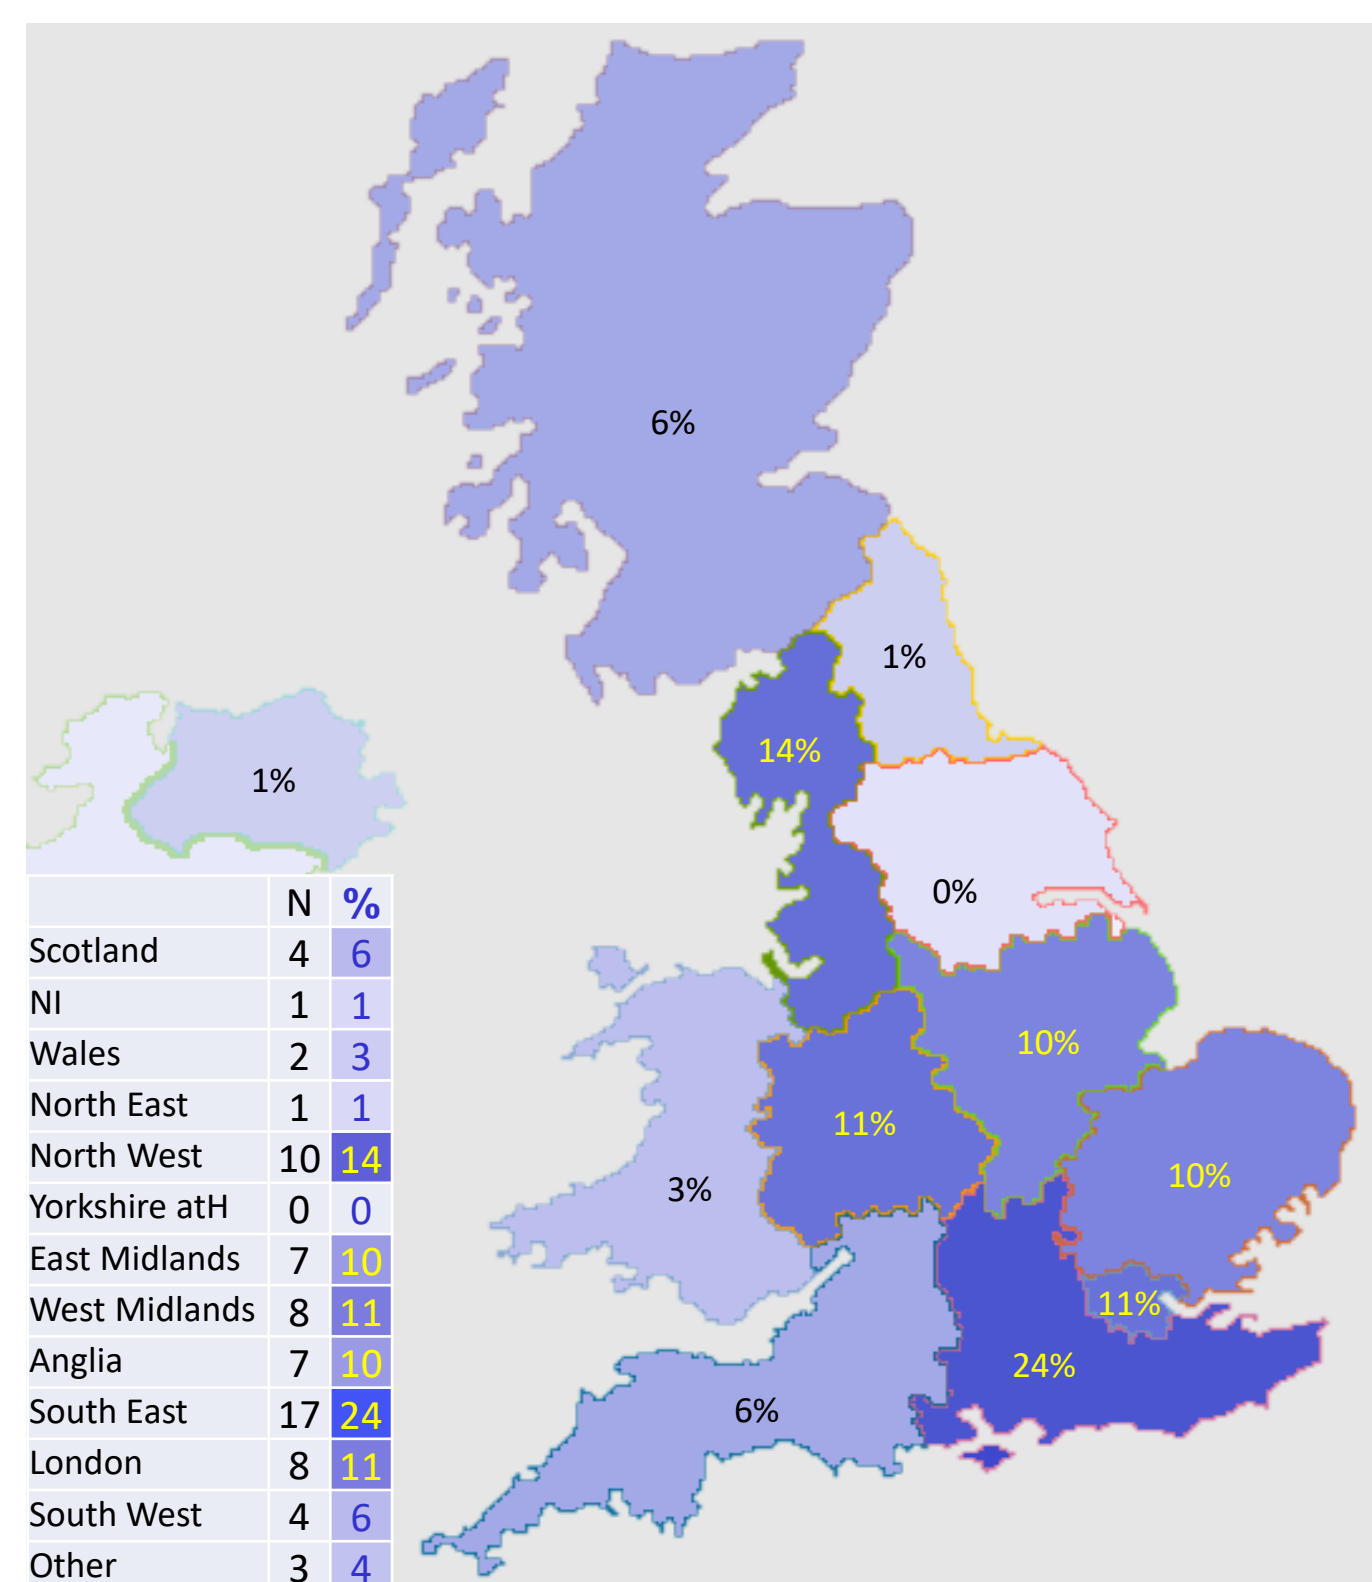 6%
1%
14%
1%
0%
10%
11%
10%
3%
11%
24%
6%
N %
Scotland 4 6
NI 1 1
Wales 2 3
North East 1 1
North West 10 14
Yorkshire atH 0 0
East Midlands 7 10
West Midlands 8 11
Anglia 7 10
South East 17 24
London 8 11
South West 4 6
Other 3 4